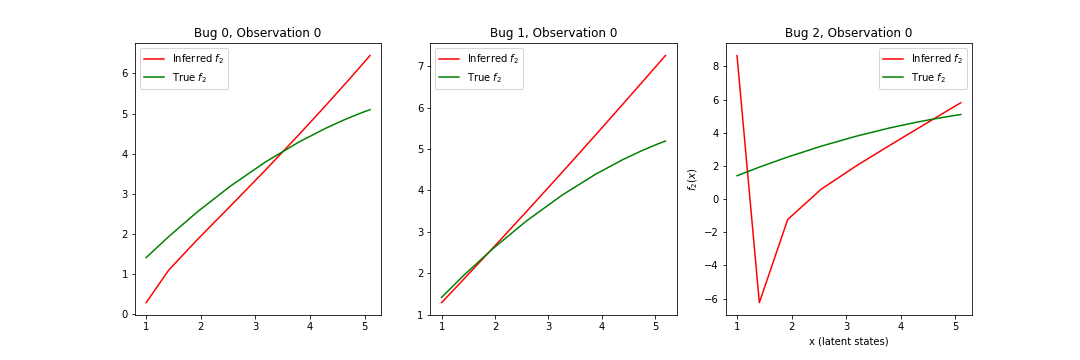 Bug 0, Observation 0
Inferred f₂
True f₂
6
5
4
3
2
1
0
1 2 3 4 5
Bug 1, Observation 0
Inferred f₂
True f₂
7
6
5
4
3
2
1
1 2 3 4 5
Bug 2, Observation 0
Inferred f₂
True f₂
f₂(x)
8
6
4
2
0
−2
−4
−6
1 2 3 4 5
x (latent states)